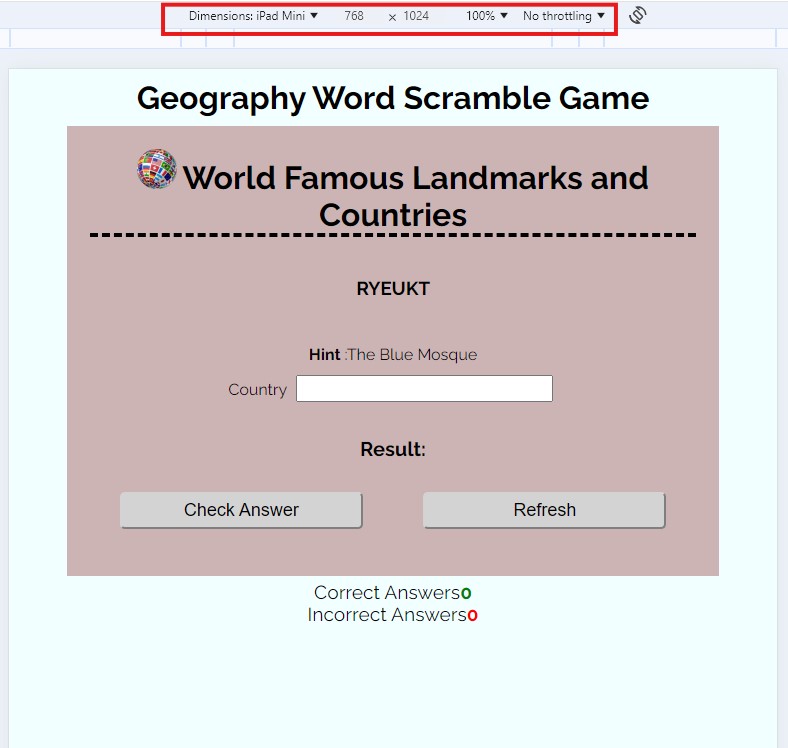 Dimensions: iPad Mini ▼ 768 × 1024 100% ▼ No throttling ▼
Geography Word Scramble Game
World Famous Landmarks and
Countries
RYEUKT
Hint :The Blue Mosque
Country
Result:
Check Answer Refresh
Correct Answers0
Incorrect Answers0